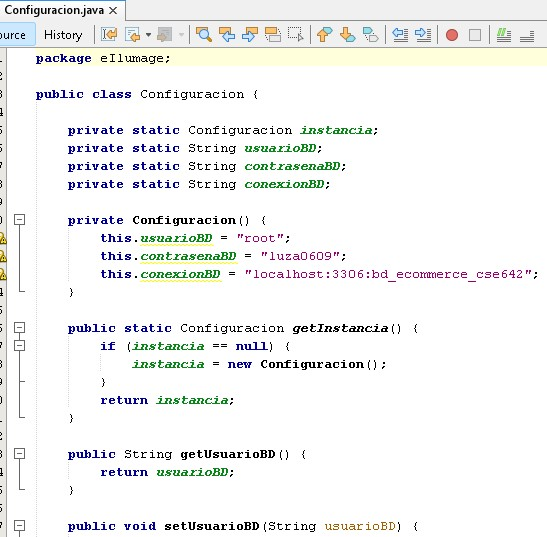 Configuracion.java
ource History
package eIlumage;
public class Configuracion {
private static Configuracion instancia;
private static String usuarioBD;
private static String contrasenaBD;
private static String conexionBD;
private Configuracion() {
this.usuarioBD = "root";
this.contrasenaBD = "luza0609";
this.conexionBD = "localhost:3306:bd_ecommerce_cse642";
}
public static Configuracion getInstancia() {
if (instancia == null) {
instancia = new Configuracion();
}
return instancia;
}
public String getUsuarioBD() {
return usuarioBD;
}
public void setUsuarioBD(String usuarioBD) {